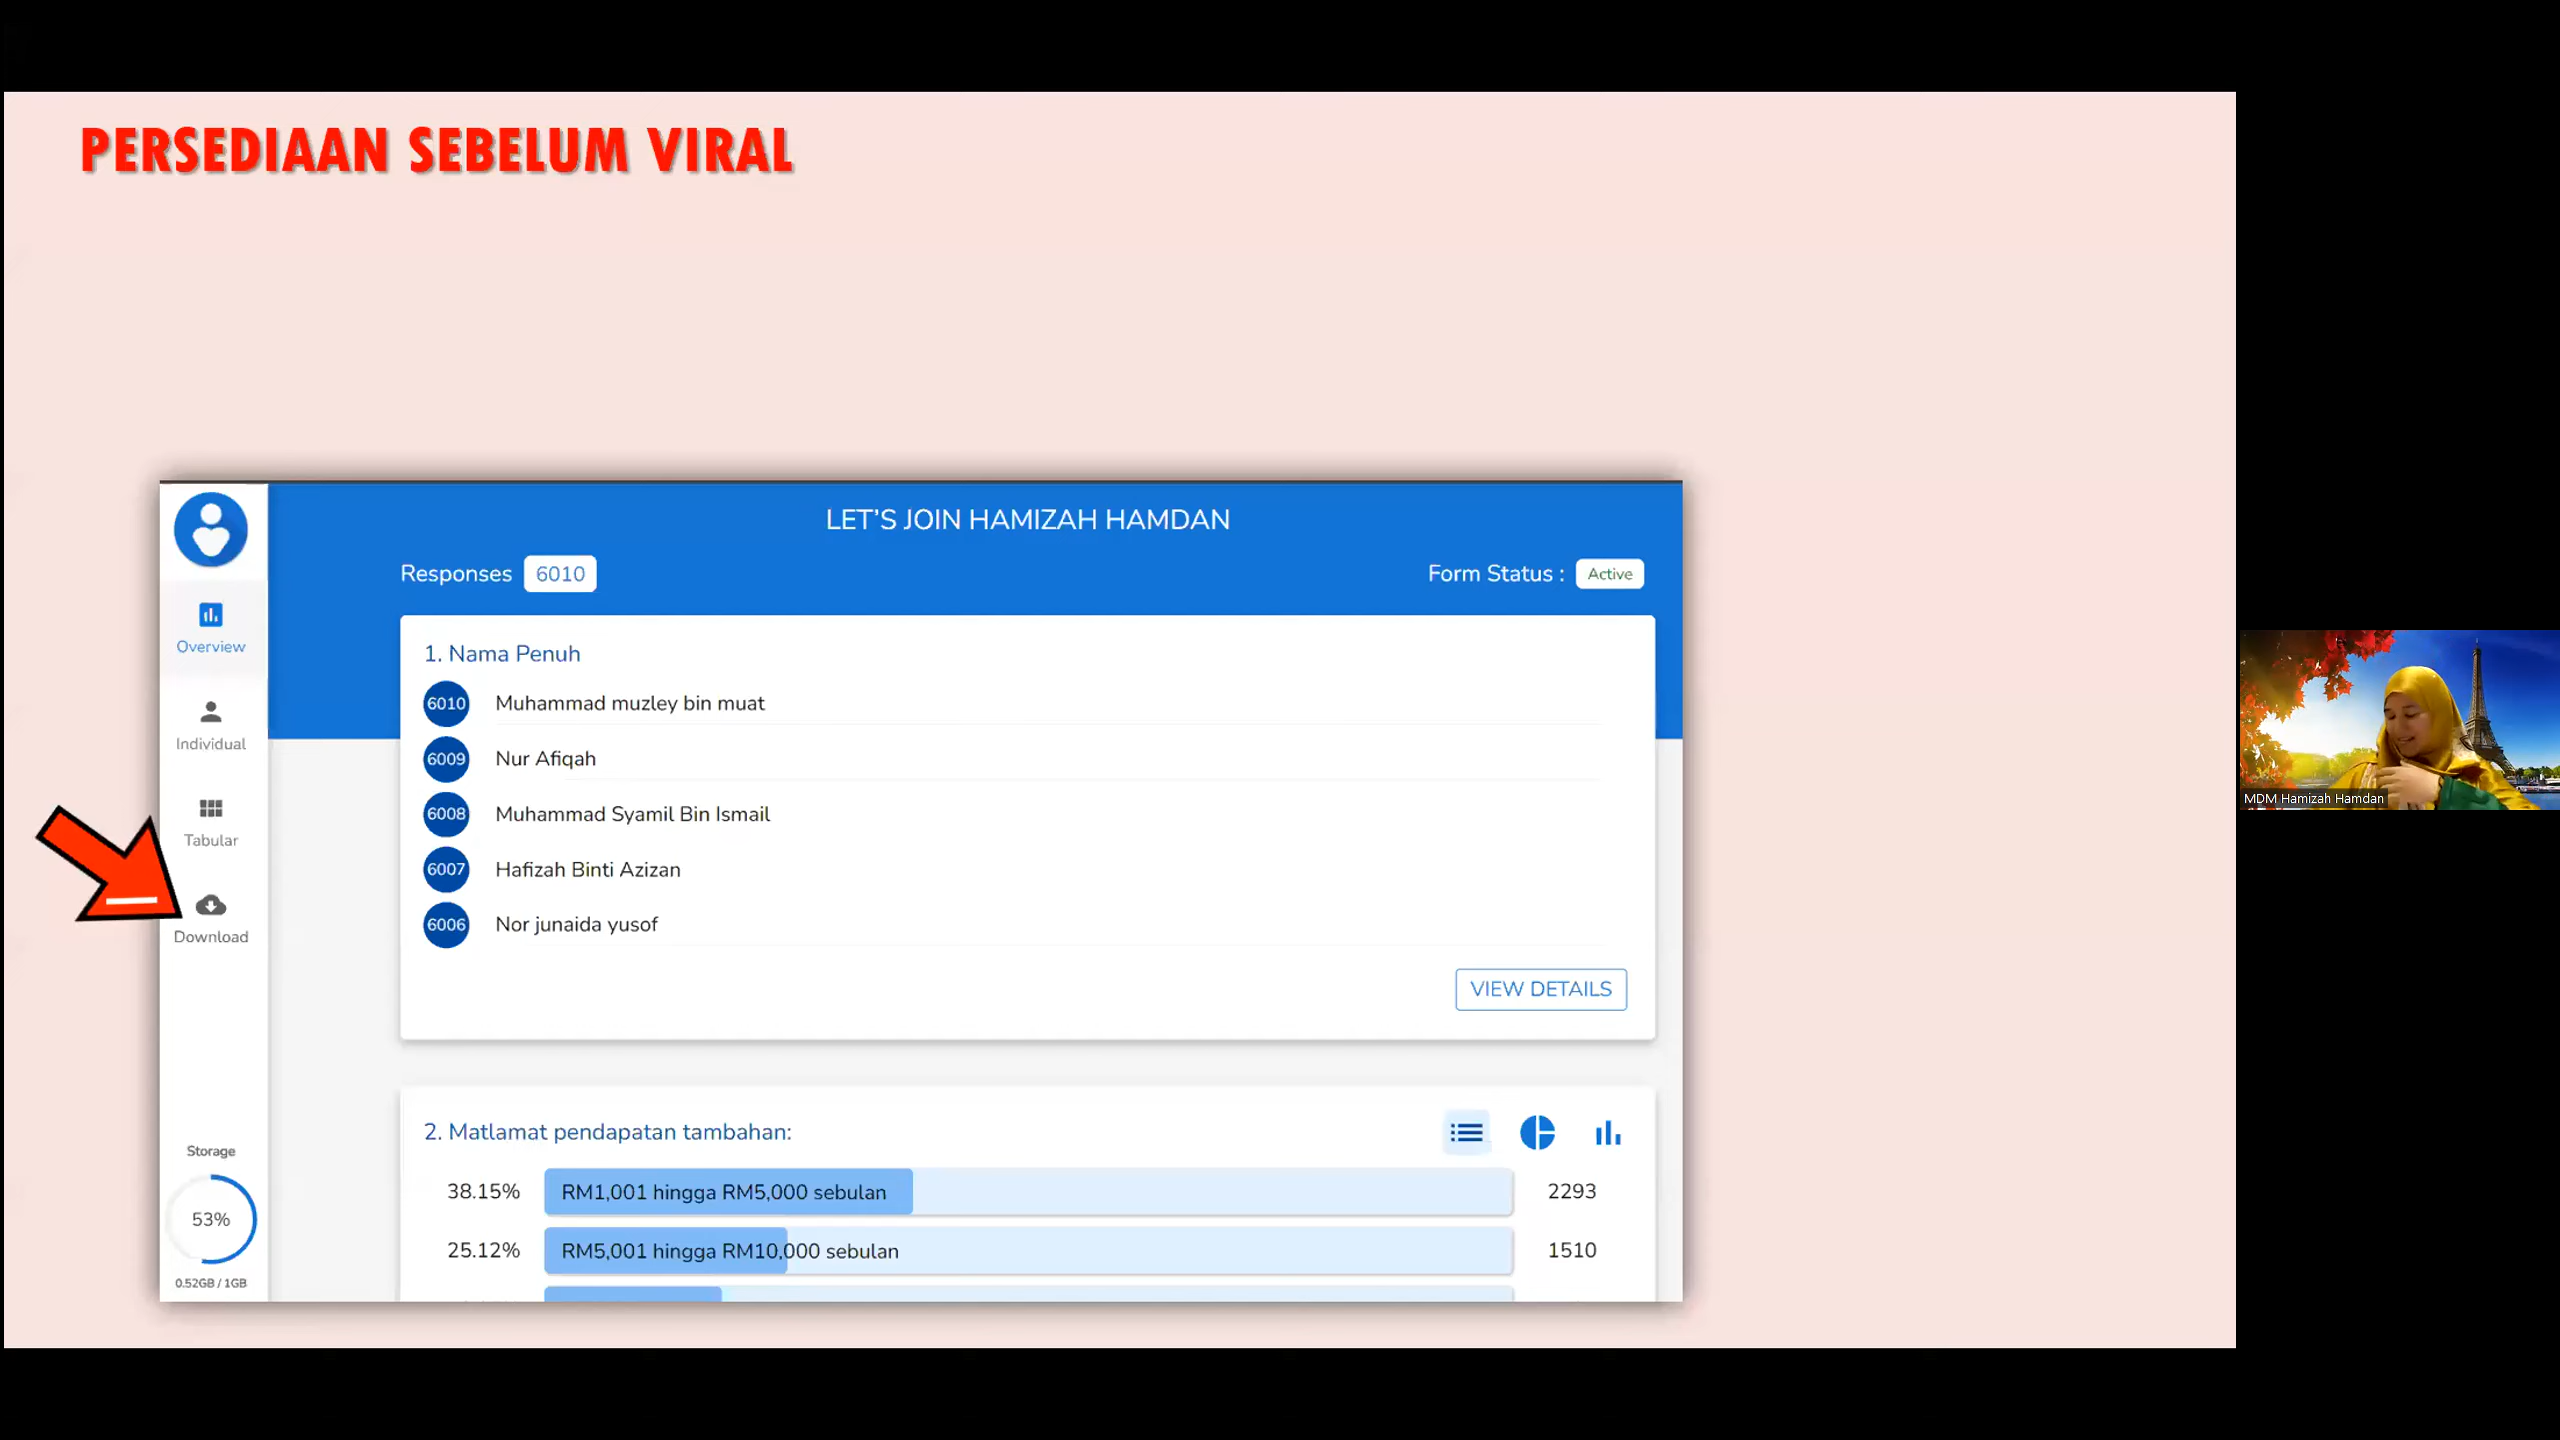 PERSEDIAAN SEBELUM VIRAL
LET'S JOIN HAMIZAH HAMDAN
Responses 6010
Form Status : Active
Overview
Individual
Tabular
Download
Storage
53%
0.52GB / 1GB
1. Nama Penuh
6010 Muhammad muzley bin muat
6009 Nur Afiqah
6008 Muhammad Syamil Bin Ismail
6007 Hafizah Binti Azizan
6006 Nor junaida yusof
VIEW DETAILS
2. Matlamat pendapatan tambahan:
38.15% RM1,001 hingga RM5,000 sebulan 2293
25.12% RM5,001 hingga RM10,000 sebulan 1510
MDM Hamizah Hamdan